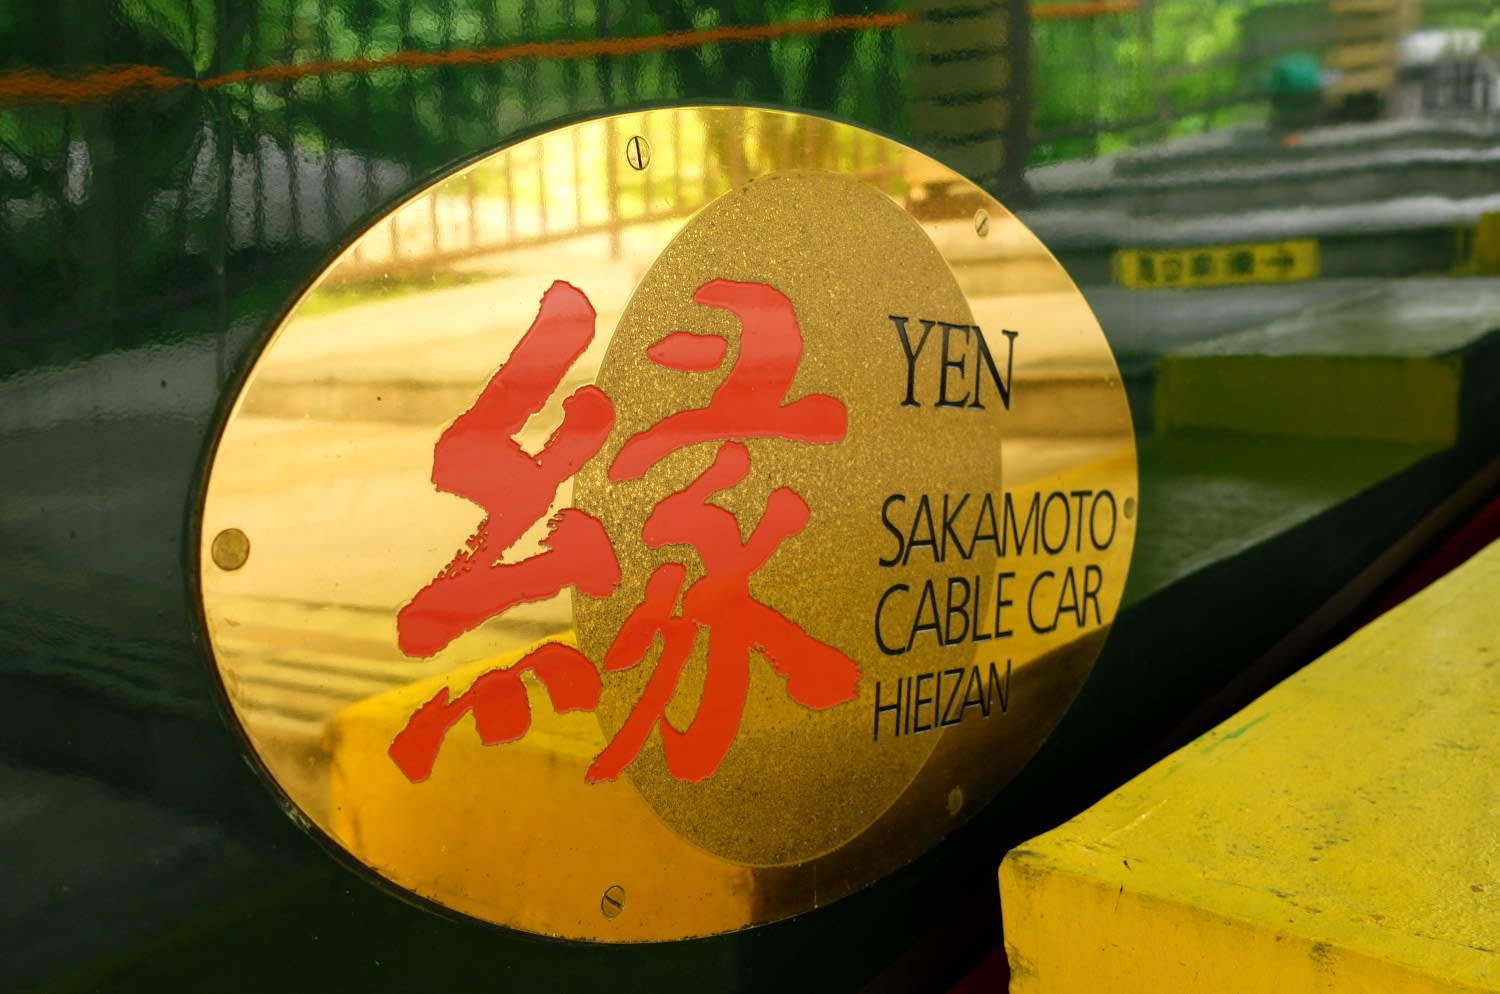 縁
YEN
SAKAMOTO
CABLE CAR
HIEIZAN